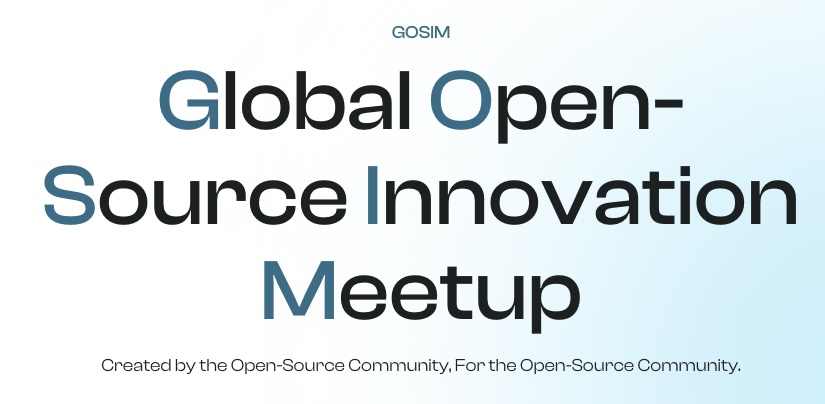 GOSIM
Global Open-
Source Innovation
Meetup
Created by the Open-Source Community, For the Open-Source Community.